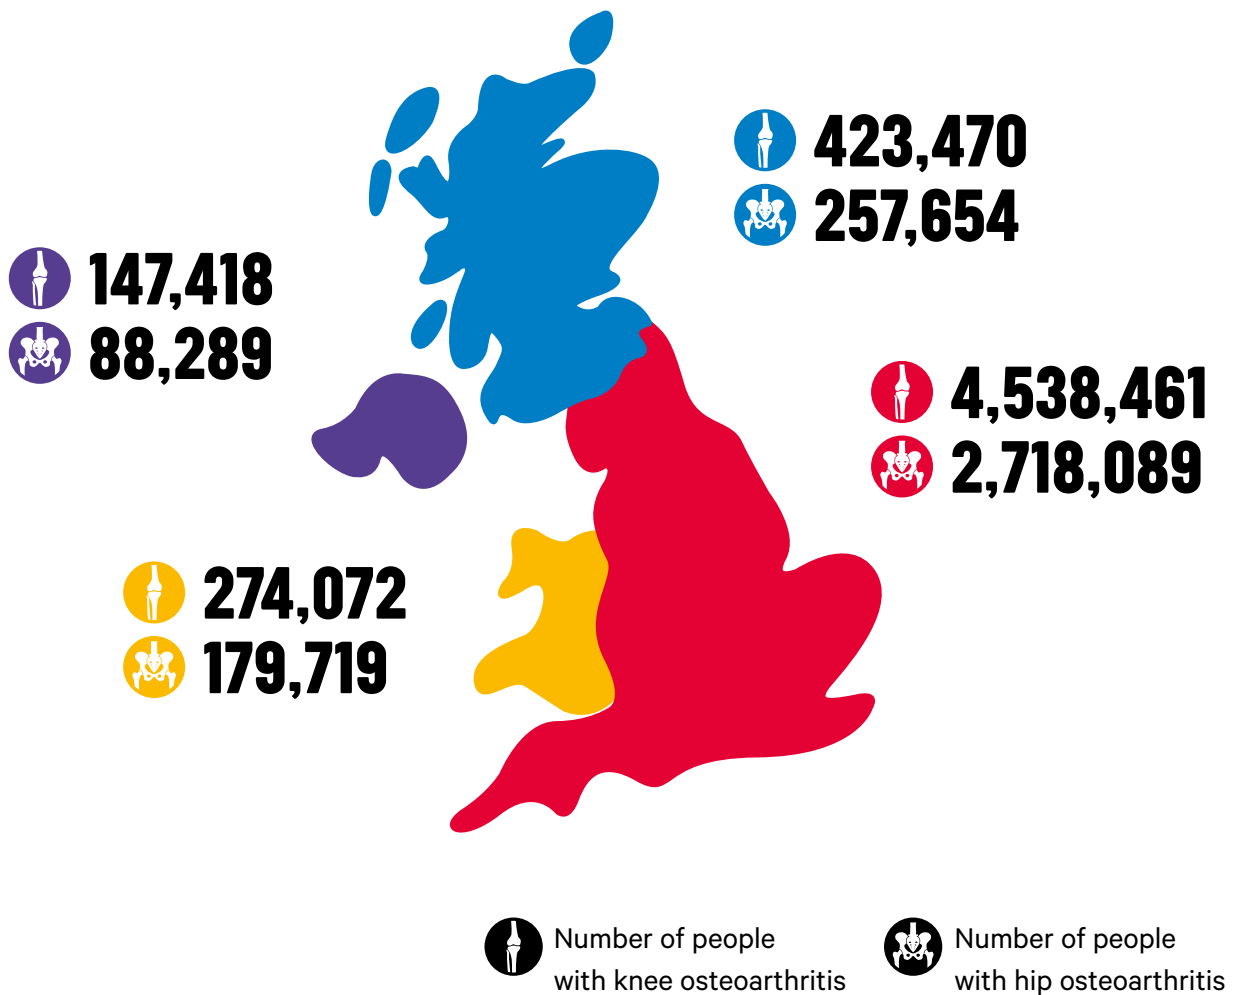 423,470
257,654
147,418
88,289
4,538,461
2,718,089
274,072
179,719
Number of people
with knee osteoarthritis
Number of people
with hip osteoarthritis